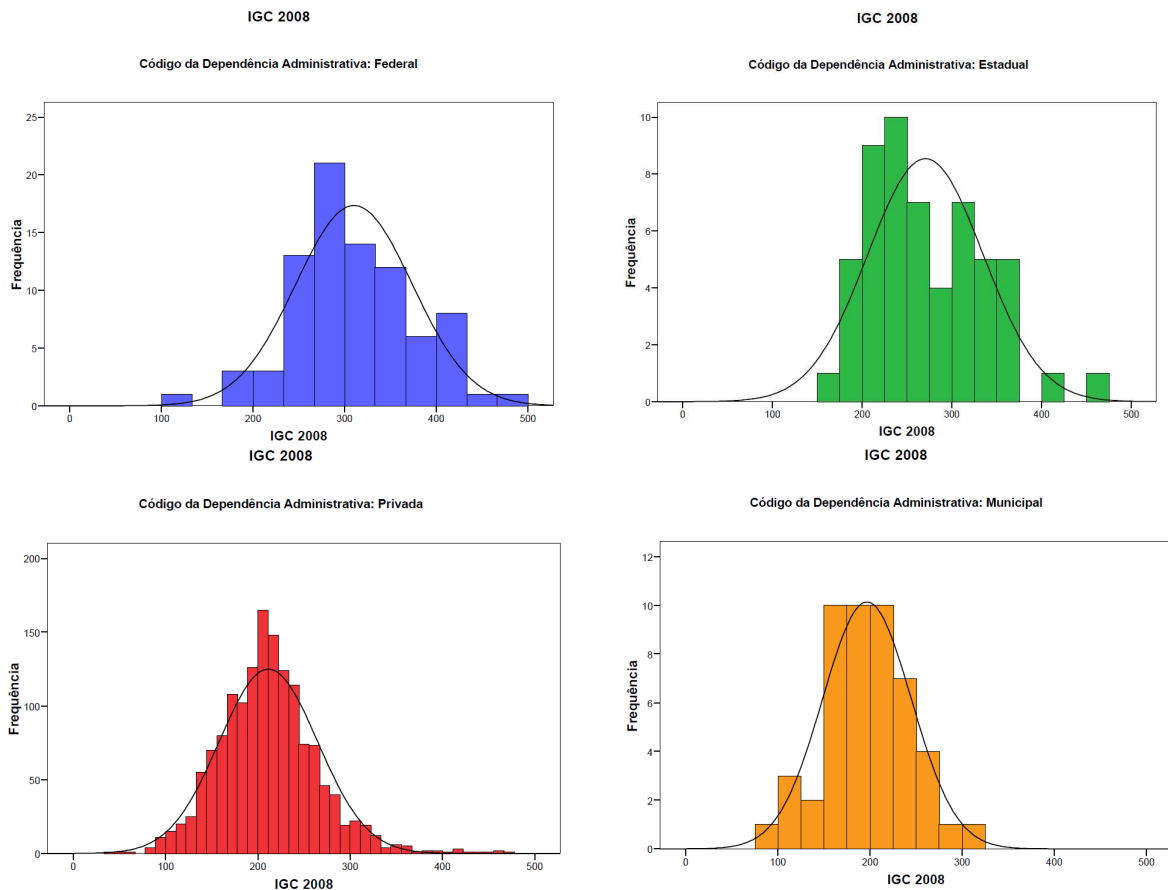 IGC 2008
Código da Dependência Administrativa: Federal
25
20
15
10
5
0
Frequência
0 100 200 300 400 500
IGC 2008
IGC 2008
Código da Dependência Administrativa: Estadual
10
8
6
4
2
0
Frequência
0 100 200 300 400 500
IGC 2008
IGC 2008
Código da Dependência Administrativa: Privada
200
150
100
50
0
Frequência
0 100 200 300 400 500
IGC 2008
IGC 2008
Código da Dependência Administrativa: Municipal
12
10
8
6
4
2
0
Frequência
0 100 200 300 400 500
IGC 2008